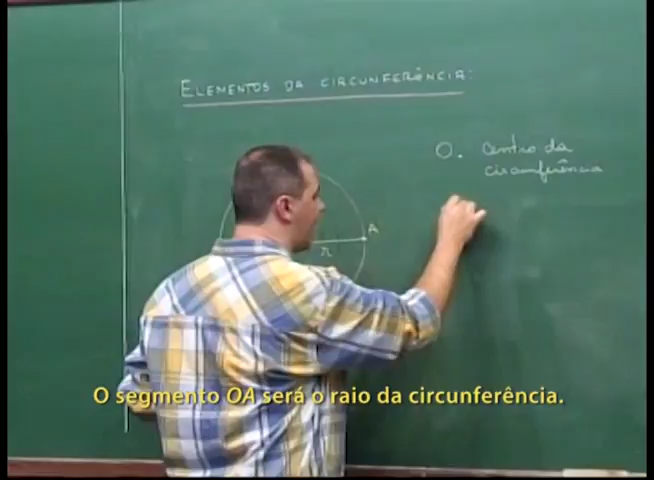 ELEMENTOS DA CIRCUNFERÊNCIA:
O. centro da
circunferência
A
r
O segmento OA será o raio da circunferência.